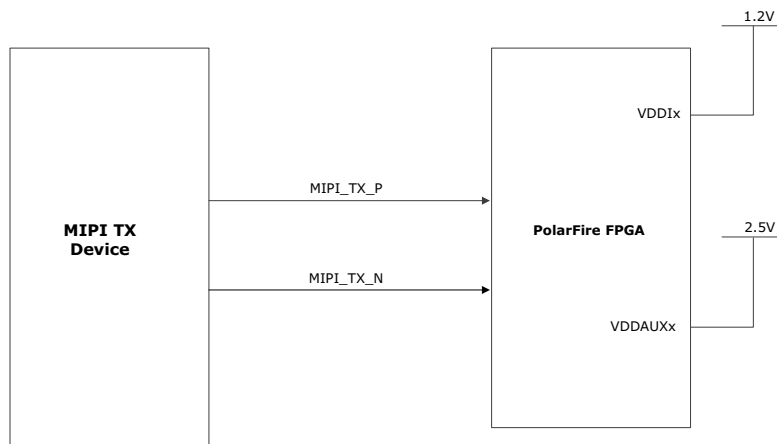 1.2V
VDDIx
MIPI_TX_P
MIPI TX
Device
PolarFire FPGA
2.5V
MIPI_TX_N
VDDAUXx